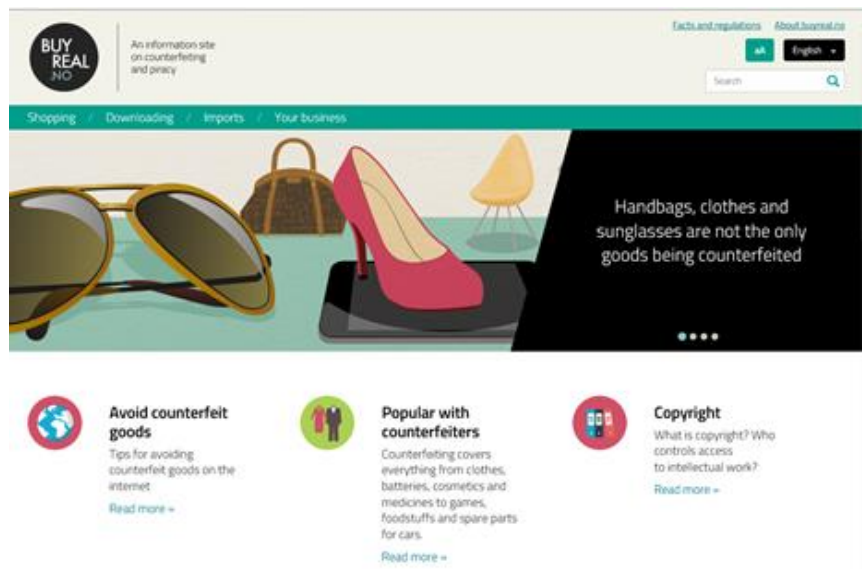 BUY
REAL
.NO
An information site
on counterfeiting
and piracy
Facts and regulations About buyreal.no
aA English
Search
Shopping / Downloading / Imports / Your business
Handbags, clothes and
sunglasses are not the only
goods being counterfeited
Avoid counterfeit
goods
Tips for avoiding
counterfeit goods on the
internet
Read more »
Popular with
counterfeiters
Counterfeiting covers
everything from clothes,
batteries, cosmetics and
medicines to games,
foodstuffs and spare parts
for cars.
Read more »
Copyright
What is copyright? Who
controls access
to intellectual work?
Read more »